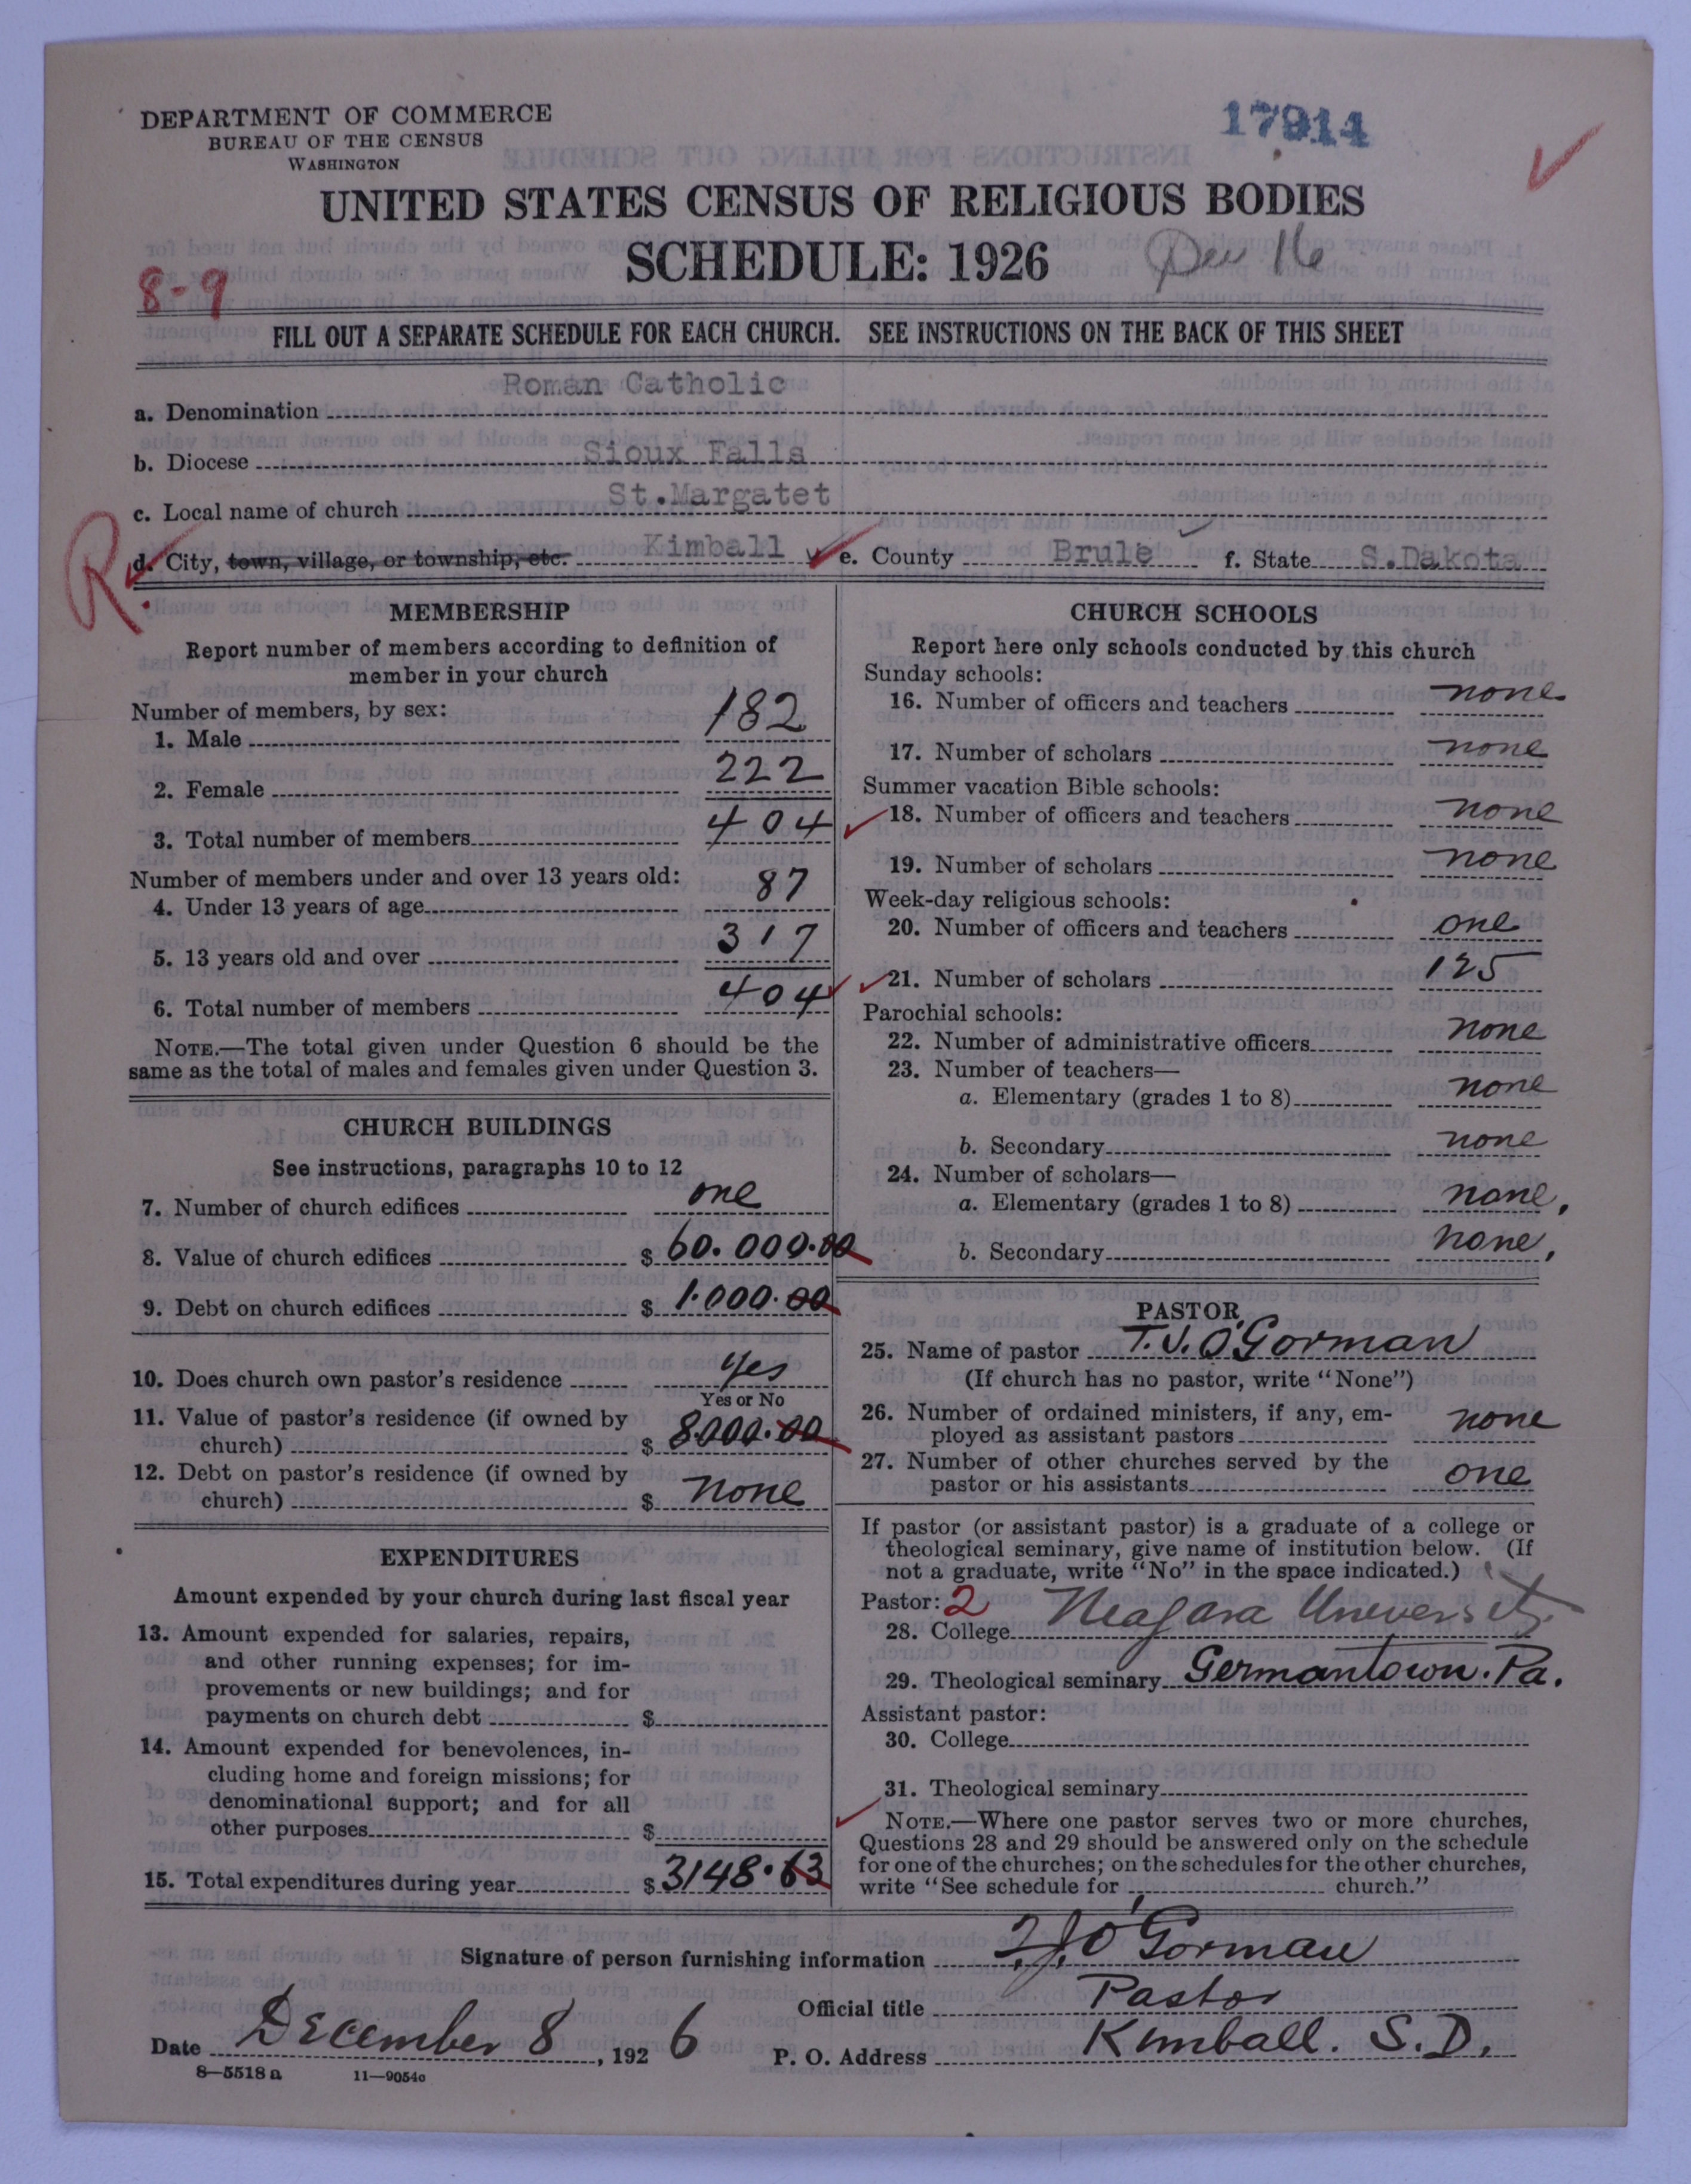 DEPARTMENT OF COMMERCE
BUREAU OF THE CENSUS
WASHINGTON
17914
UNITED STATES CENSUS OF RELIGIOUS BODIES
SCHEDULE: 1926
Dec 16
8-9
FILL OUT A SEPARATE SCHEDULE FOR EACH CHURCH. SEE INSTRUCTIONS ON THE BACK OF THIS SHEET
a. Denomination Roman Catholic
b. Diocese Sioux Falls
c. Local name of church St.Margatet
R.
d. City, town, village, or township, etc. Kimball e. County Brule f. State S.Dakota
MEMBERSHIP
Report number of members according to definition of
member in your church
Number of members, by sex:
1. Male 182
2. Female 222
3. Total number of members 404
Number of members under and over 13 years old:
4. Under 13 years of age 87
5. 13 years old and over 317
6. Total number of members 404
NOTE.—The total given under Question 6 should be the
same as the total of males and females given under Question 3.
CHURCH BUILDINGS
See instructions, paragraphs 10 to 12
7. Number of church edifices one
8. Value of church edifices $ 60.000.00
9. Debt on church edifices $ 1.000.00
10. Does church own pastor's residence yes
Yes or No
11. Value of pastor's residence (if owned by
church) $ 8000.00
12. Debt on pastor's residence (if owned by
church) $ none
EXPENDITURES
Amount expended by your church during last fiscal year
13. Amount expended for salaries, repairs,
and other running expenses; for im-
provements or new buildings; and for
payments on church debt $
14. Amount expended for benevolences, in-
cluding home and foreign missions; for
denominational support; and for all
other purposes $
15. Total expenditures during year $ 3148.63
CHURCH SCHOOLS
Report here only schools conducted by this church
Sunday schools:
16. Number of officers and teachers none
17. Number of scholars none
Summer vacation Bible schools:
18. Number of officers and teachers none
19. Number of scholars none
Week-day religious schools:
20. Number of officers and teachers one
21. Number of scholars 125
Parochial schools:
22. Number of administrative officers none
23. Number of teachers—
a. Elementary (grades 1 to 8) none
b. Secondary none
24. Number of scholars—
a. Elementary (grades 1 to 8) none.
b. Secondary none.
PASTOR
25. Name of pastor T.J. O'Gorman
(If church has no pastor, write "None")
26. Number of ordained ministers, if any, em-
ployed as assistant pastors none
27. Number of other churches served by the
pastor or his assistants one
If pastor (or assistant pastor) is a graduate of a college or
theological seminary, give name of institution below. (If
not a graduate, write "No" in the space indicated.)
Pastor: 2
28. College Neagara University.
29. Theological seminary Germantown. Pa.
Assistant pastor:
30. College
31. Theological seminary
NOTE.—Where one pastor serves two or more churches,
Questions 28 and 29 should be answered only on the schedule
for one of the churches; on the schedules for the other churches,
write "See schedule for church."
Signature of person furnishing information T.J. O'Gorman
Official title Pastor
Date December 8, 1926 P. O. Address Kimball. S.D.
8—5518a 11—9054c